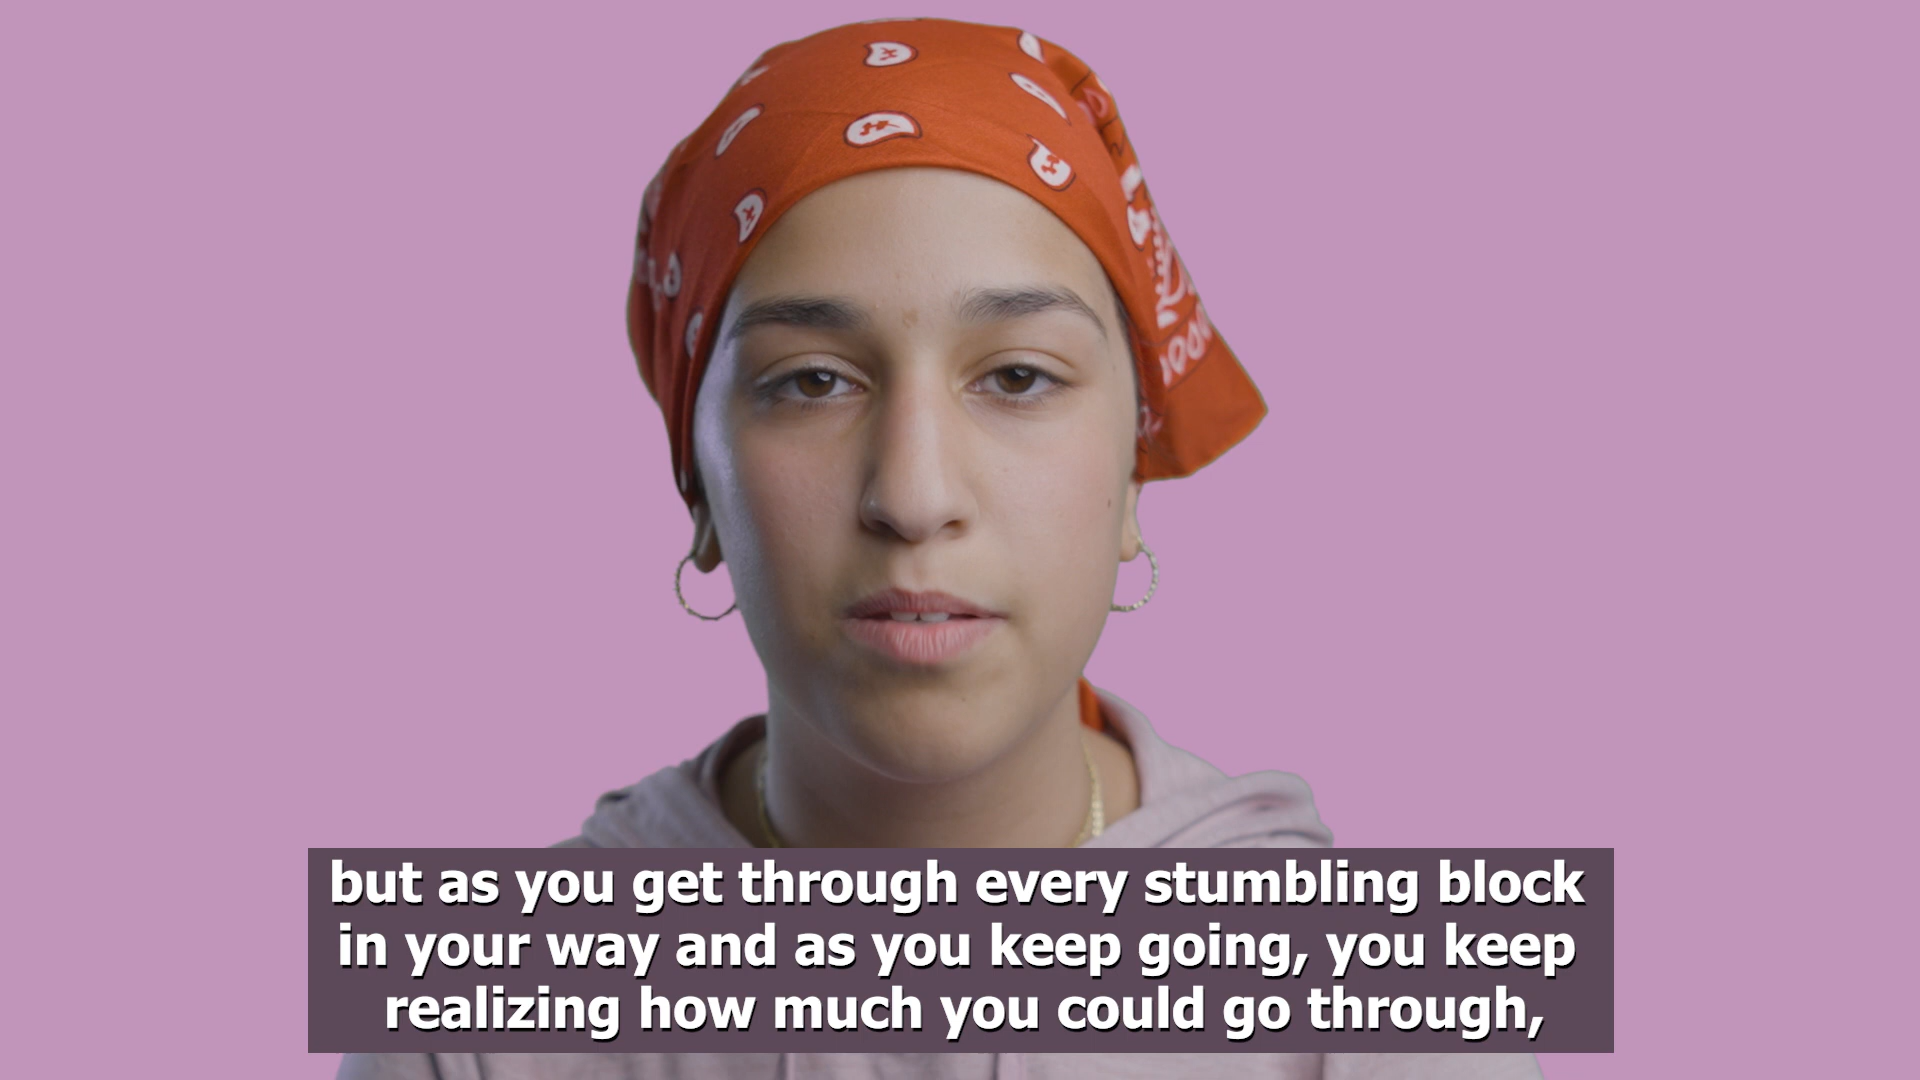 but as you get through every stumbling block
in your way and as you keep going, you keep
realizing how much you could go through,